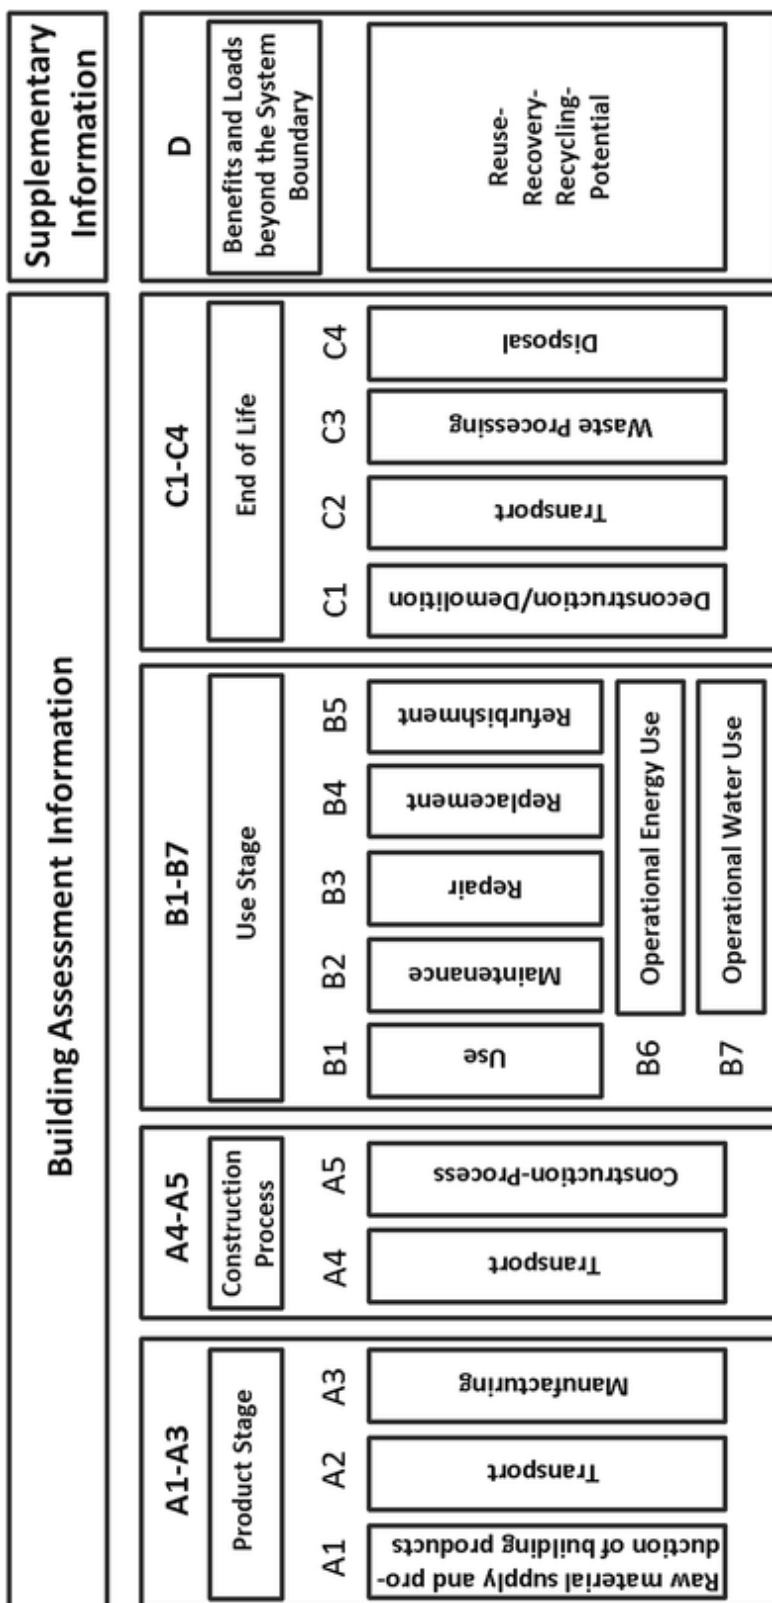 Building Assessment Information
Supplementary
Information
A1-A3
Product Stage
A1
A2
A3
Raw material supply and pro-
duction of building products
Transport
Manufacturing
A4-A5
Construction
Process
A4
A5
Transport
Construction-Process
B1-B7
Use Stage
B1
B2
B3
B4
B5
Use
Maintenance
Repair
Replacement
Refurbishment
B6
Operational Energy Use
B7
Operational Water Use
C1-C4
End of Life
C1
C2
C3
C4
Deconstruction/Demolition
Transport
Waste Processing
Disposal
D
Benefits and Loads
beyond the System
Boundary
Reuse-
Recovery-
Recycling-
Potential